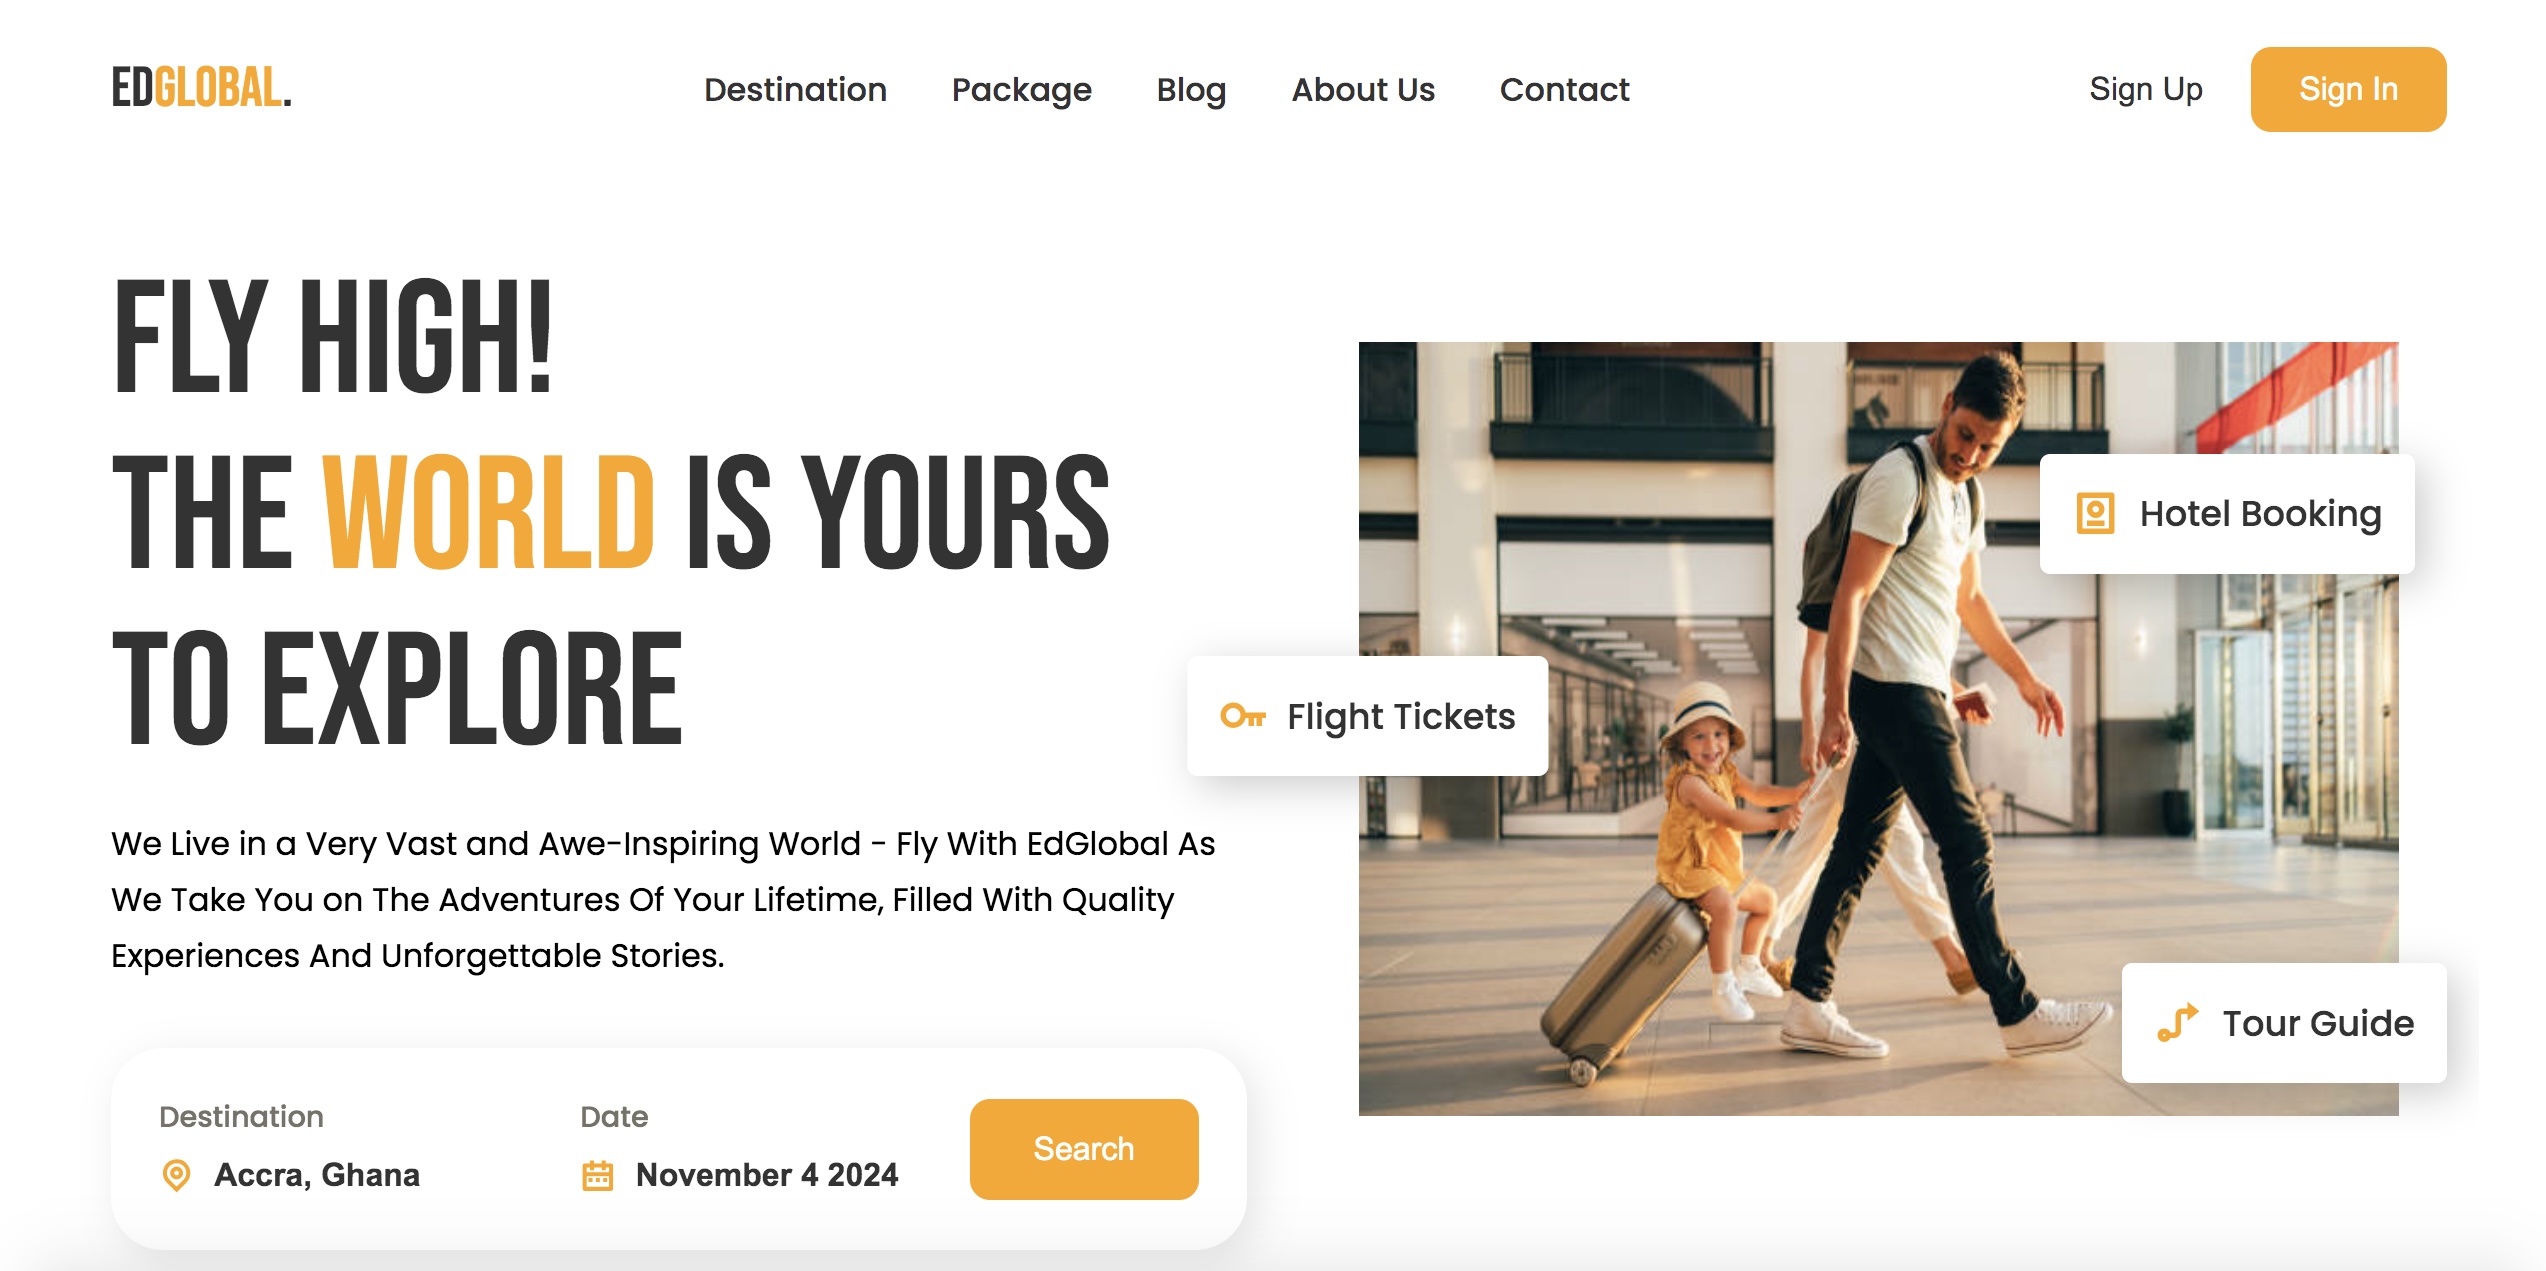 EDGLOBAL.
Destination
Package
Blog
About Us
Contact
Sign Up
Sign In
FLY HIGH!
THE WORLD IS YOURS
TO EXPLORE
We Live in a Very Vast and Awe-Inspiring World - Fly With EdGlobal As
We Take You on The Adventures Of Your Lifetime, Filled With Quality
Experiences And Unforgettable Stories.
Destination
Accra, Ghana
Date
November 4 2024
Search
Hotel Booking
Flight Tickets
Tour Guide